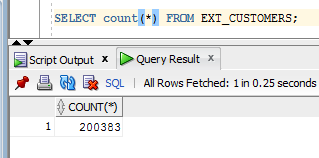 SELECT count(*) FROM EXT_CUSTOMERS;
Script Output x Query Result x
SQL | All Rows Fetched: 1 in 0.25 seconds
COUNT(*)
1 200383